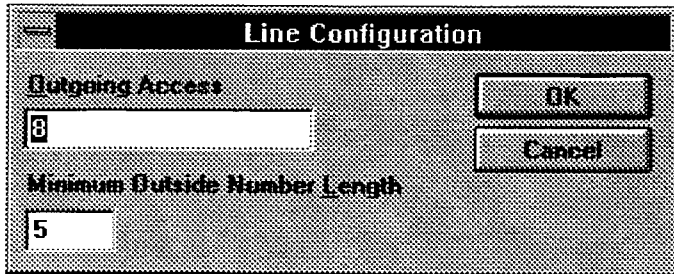 Line Configuration
Outgoing Access
8
OK
Cancel
Minimum Outside Number Length
5